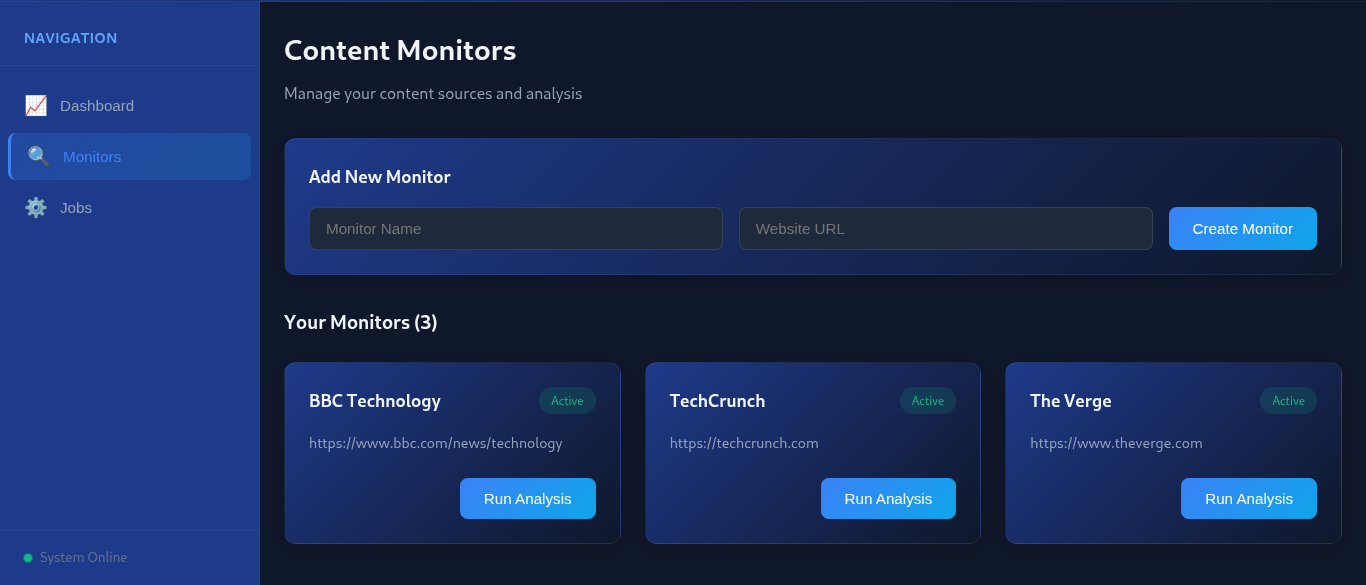 NAVIGATION
Dashboard
Monitors
Jobs
System Online
Content Monitors
Manage your content sources and analysis
Add New Monitor
Monitor Name
Website URL
Create Monitor
Your Monitors (3)
BBC Technology
Active
https://www.bbc.com/news/technology
Run Analysis
TechCrunch
Active
https://techcrunch.com
Run Analysis
The Verge
Active
https://www.theverge.com
Run Analysis